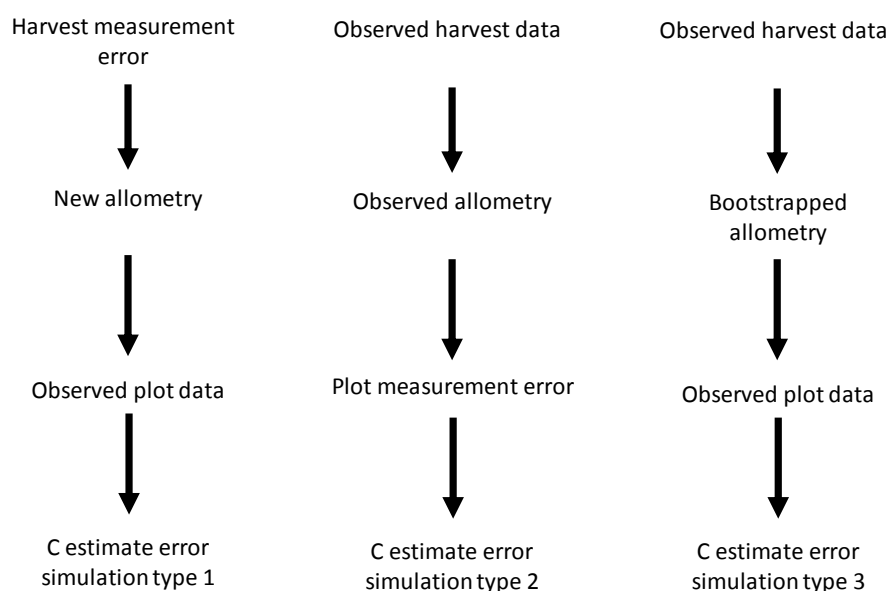 Harvest measurement
error
New allometry
Observed plot data
C estimate error
simulation type 1
Observed harvest data
Observed allometry
Plot measurement error
C estimate error
simulation type 2
Observed harvest data
Bootstrapped
allometry
Observed plot data
C estimate error
simulation type 3